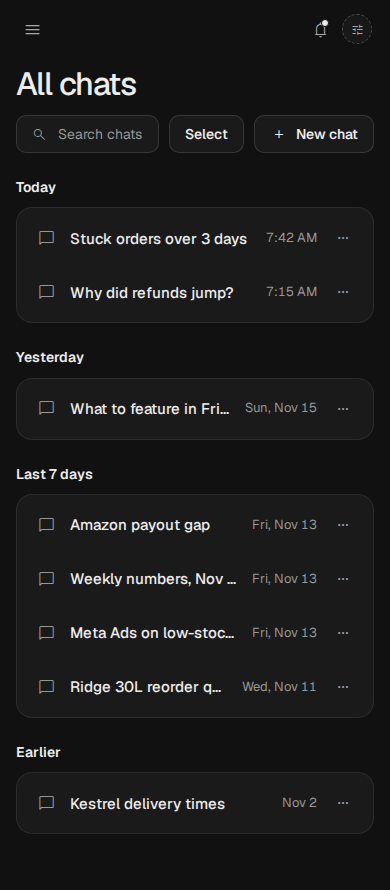 All chats
Search chats
Select
+ New chat
Today
Stuck orders over 3 days 7:42 AM ···
Why did refunds jump? 7:15 AM ···
Yesterday
What to feature in Fri... Sun, Nov 15 ···
Last 7 days
Amazon payout gap Fri, Nov 13 ···
Weekly numbers, Nov ... Fri, Nov 13 ···
Meta Ads on low-stoc... Fri, Nov 13 ···
Ridge 30L reorder q... Wed, Nov 11 ···
Earlier
Kestrel delivery times Nov 2 ···